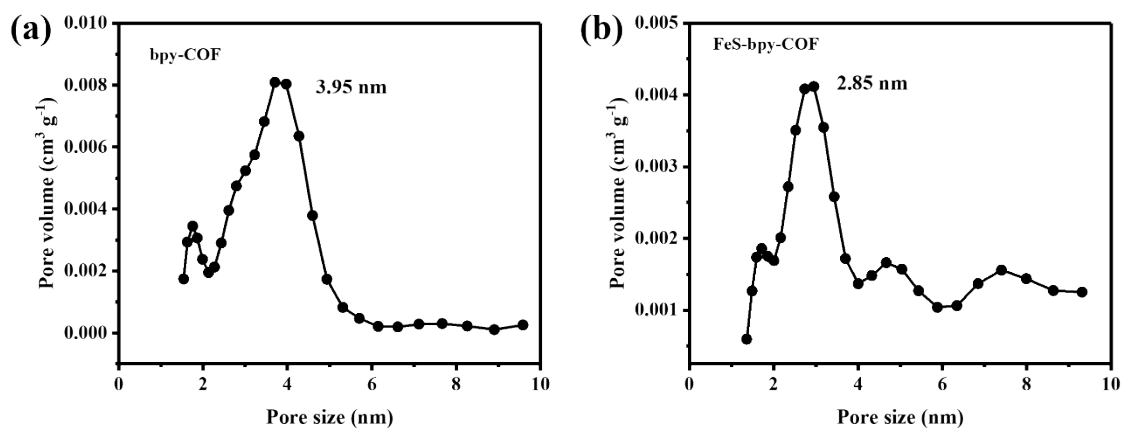 (a)
bpy-COF
3.95 nm
Pore volume (cm³ g⁻¹)
0.010
0.008
0.006
0.004
0.002
0.000
0 2 4 6 8 10
Pore size (nm)
(b)
FeS-bpy-COF
2.85 nm
Pore volume (cm³ g⁻¹)
0.005
0.004
0.003
0.002
0.001
0 2 4 6 8 10
Pore size (nm)